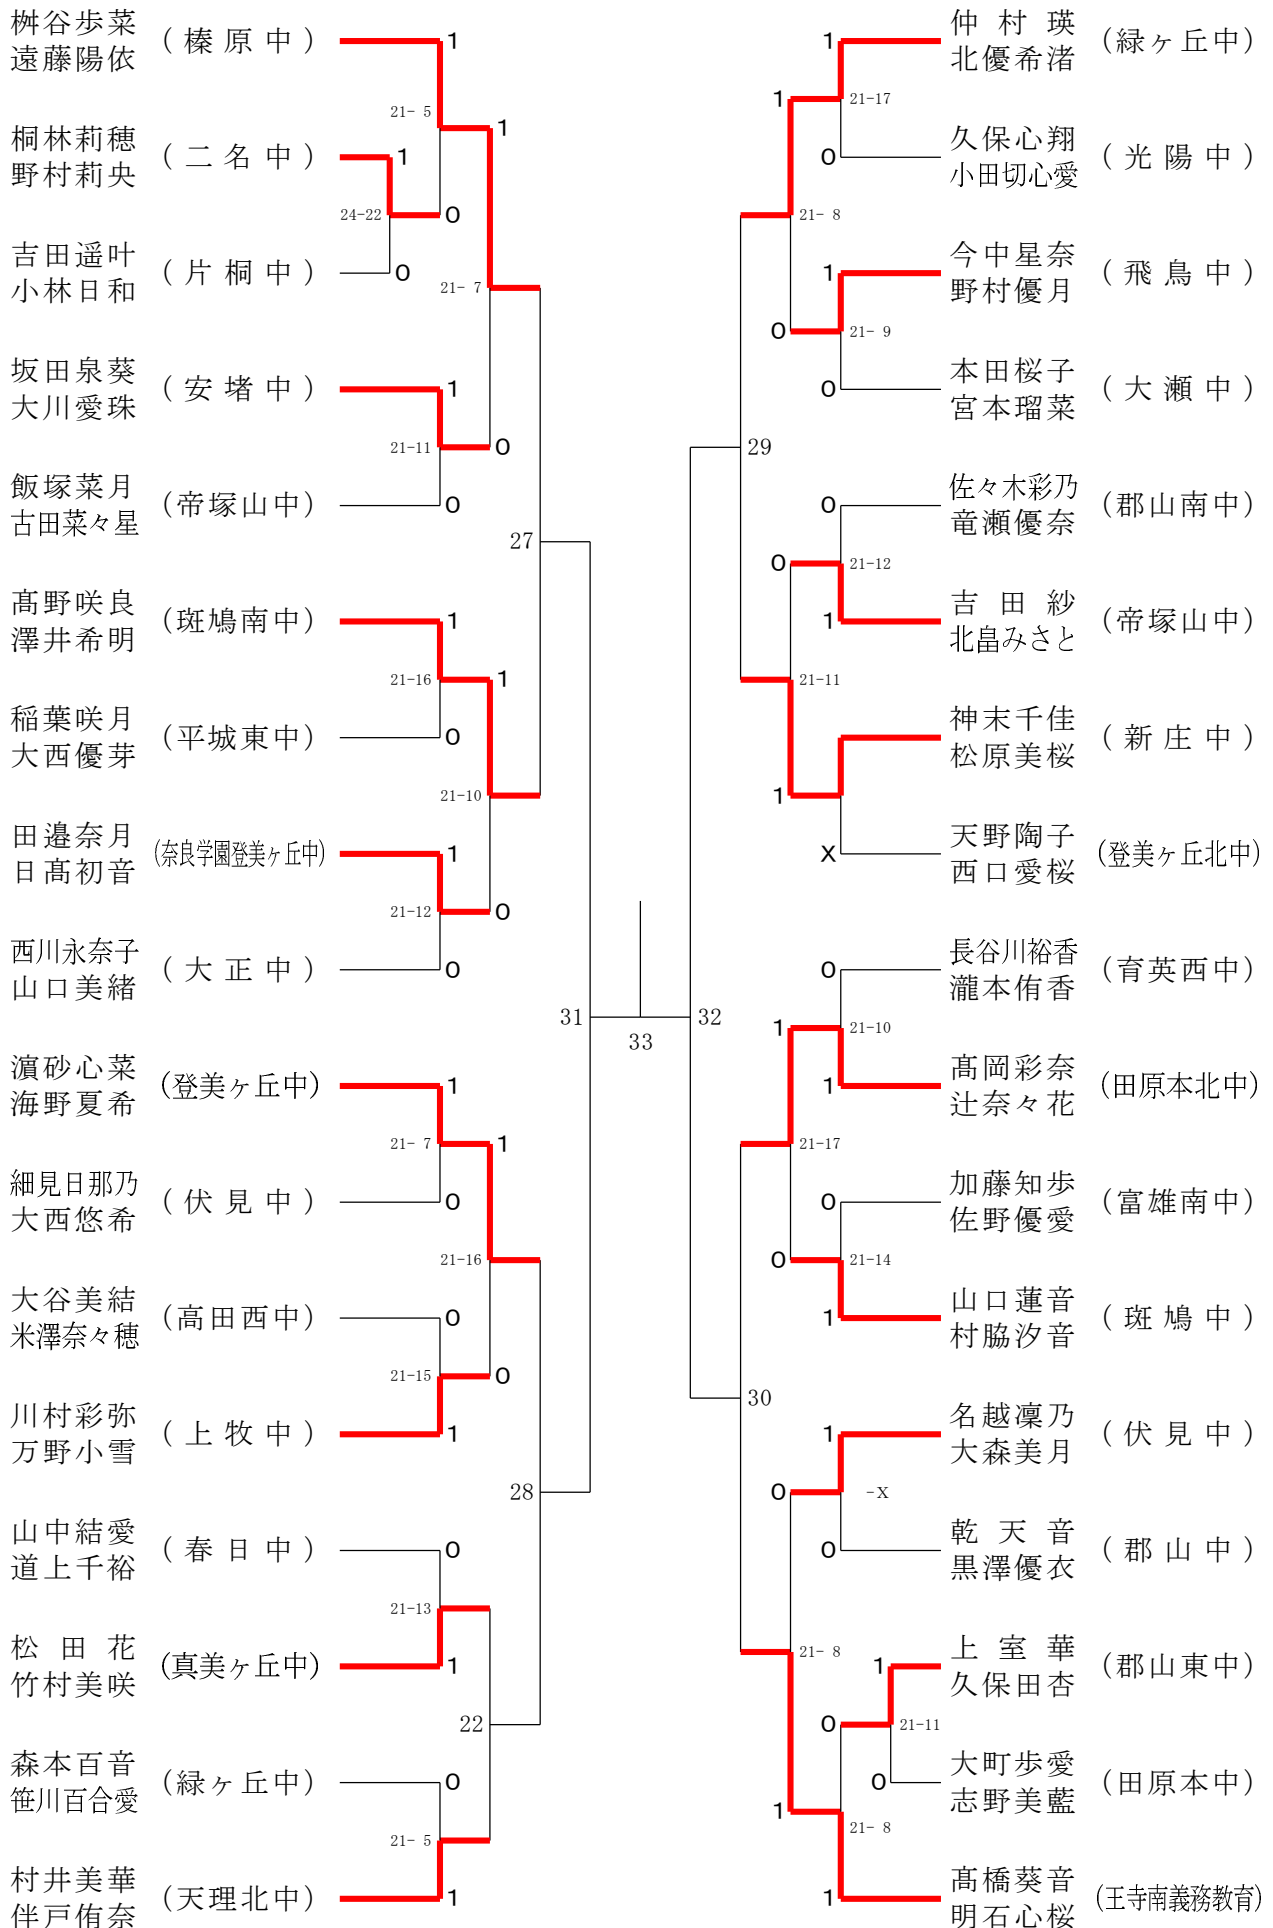 桝谷歩菜
遠藤陽依
(榛原中)
1
21- 5
1
桐林莉穂
野村莉央
(二名中)
1
24-22
0
吉田遥叶
小林日和
(片桐中)
0
21- 7
坂田泉葵
大川愛珠
(安堵中)
1
21-11
0
飯塚菜月
古田菜々星
(帝塚山中)
0
27
髙野咲良
澤井希明
(斑鳩南中)
1
21-16
1
稲葉咲月
大西優芽
(平城東中)
0
21-10
田邉奈月
日髙初音
(奈良学園登美ヶ丘中)
1
21-12
0
西川永奈子
山口美緒
(大正中)
0
31
33
濵砂心菜
海野夏希
(登美ヶ丘中)
1
21- 7
1
細見日那乃
大西悠希
(伏見中)
0
21-16
大谷美結
米澤奈々穂
(高田西中)
0
21-15
0
川村彩弥
万野小雪
(上牧中)
1
28
山中結愛
道上千裕
(春日中)
0
21-13
松田花
竹村美咲
(真美ヶ丘中)
1
22
森本百音
笹川百合愛
(緑ヶ丘中)
0
21- 5
村井美華
伴戸侑奈
(天理北中)
1
1
仲村瑛
北優希渚
(緑ヶ丘中)
1
21-17
0
久保心翔
小田切心愛
(光陽中)
21- 8
1
今中星奈
野村優月
(飛鳥中)
0
21- 9
0
本田桜子
宮本瑠菜
(大瀬中)
29
0
佐々木彩乃
竜瀬優奈
(郡山南中)
0
21-12
1
吉田紗
北畠みさと
(帝塚山中)
21-11
神末千佳
松原美桜
(新庄中)
1
x
天野陶子
西口愛桜
(登美ヶ丘北中)
0
長谷川裕香
瀧本侑香
(育英西中)
32
1
21-10
1
髙岡彩奈
辻奈々花
(田原本北中)
21-17
0
加藤知歩
佐野優愛
(富雄南中)
0
21-14
1
山口蓮音
村脇汐音
(斑鳩中)
30
1
名越凜乃
大森美月
(伏見中)
0
-x
0
乾天音
黒澤優衣
(郡山中)
21- 8
1
上室華
久保田杏
(郡山東中)
0
21-11
0
大町歩愛
志野美藍
(田原本中)
1
21- 8
1
髙橋葵音
明石心桜
(王寺南義務教育)